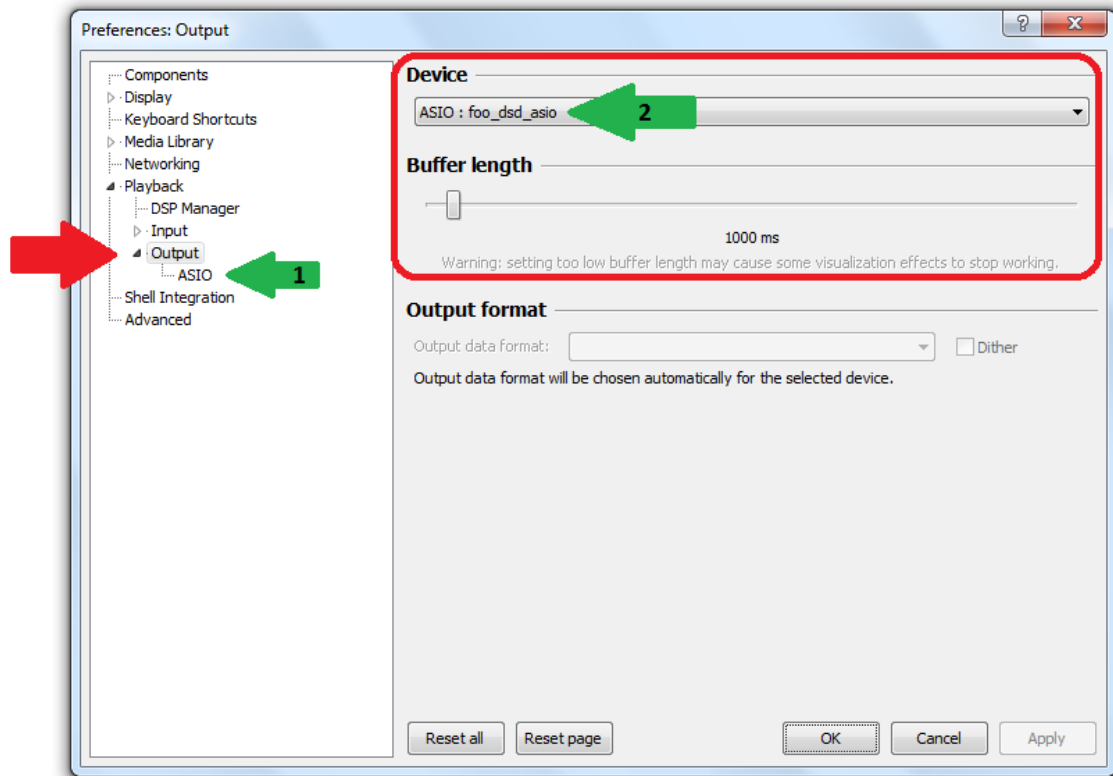 Preferences: Output
Components
Display
Keyboard Shortcuts
Media Library
Networking
Playback
DSP Manager
Input
Output
ASIO
1
Shell Integration
Advanced
Device
ASIO : foo_dsd_asio
2
Buffer length
1000 ms
Warning: setting too low buffer length may cause some visualization effects to stop working.
Output format
Output data format:
Dither
Output data format will be chosen automatically for the selected device.
Reset all
Reset page
OK
Cancel
Apply